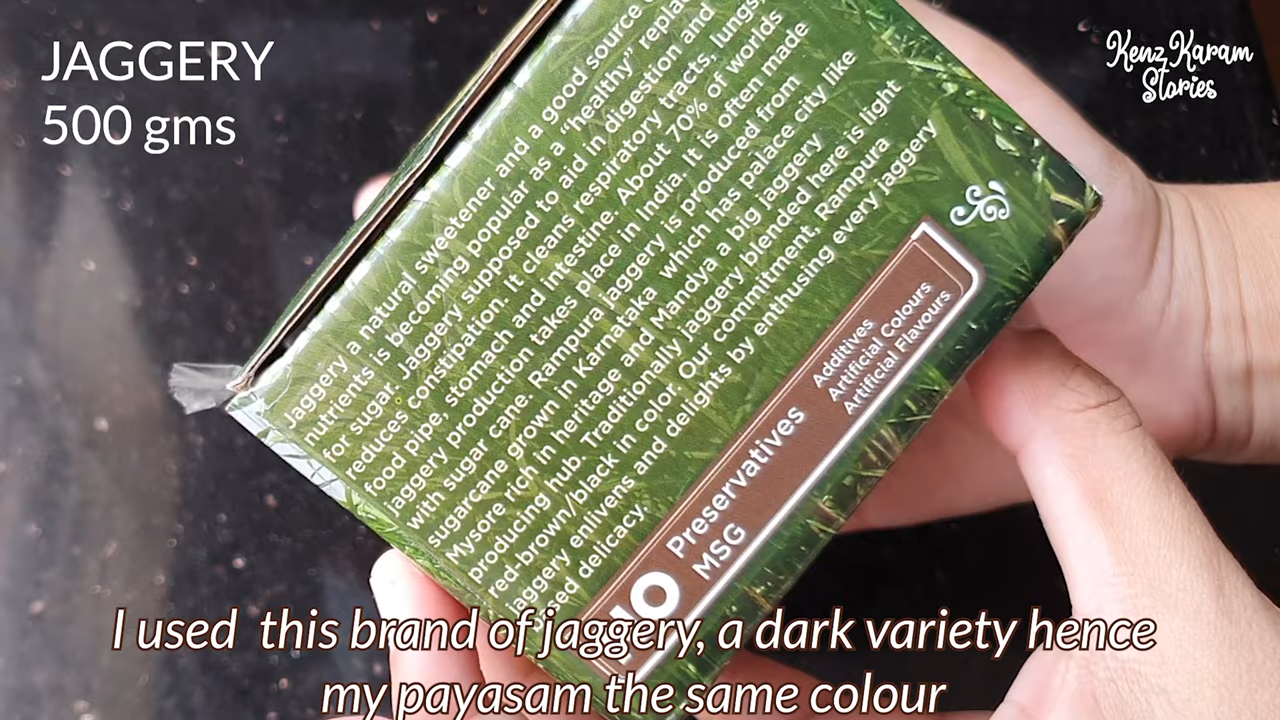 JAGGERY
500 gms
Kenz Karam
Stories
Jaggery a natural sweetener and a good source
nutrients is becoming popular as a “healthy”
for sugar. Jaggery supposed to aid in digestion and
reduces constipation. It cleans respiratory tracts, lungs,
food pipe, stomach and intestine. About 70% of worlds
jaggery production takes place in India. It is often made
with sugar cane. Rampura jaggery is produced from
sugarcane grown in Karnataka which has palace city like
Mysore rich in heritage and Mandya a big jaggery
producing hub. Traditionally jaggery blended here is light
red-brown/black in color. Our commitment, Rampura
jaggery enlivens and delights by enthusing every jaggery
based delicacy.
NO
Preservatives
MSG
Additives
Artificial Colours
Artificial Flavours
I used this brand of jaggery, a dark variety hence
my payasam the same colour